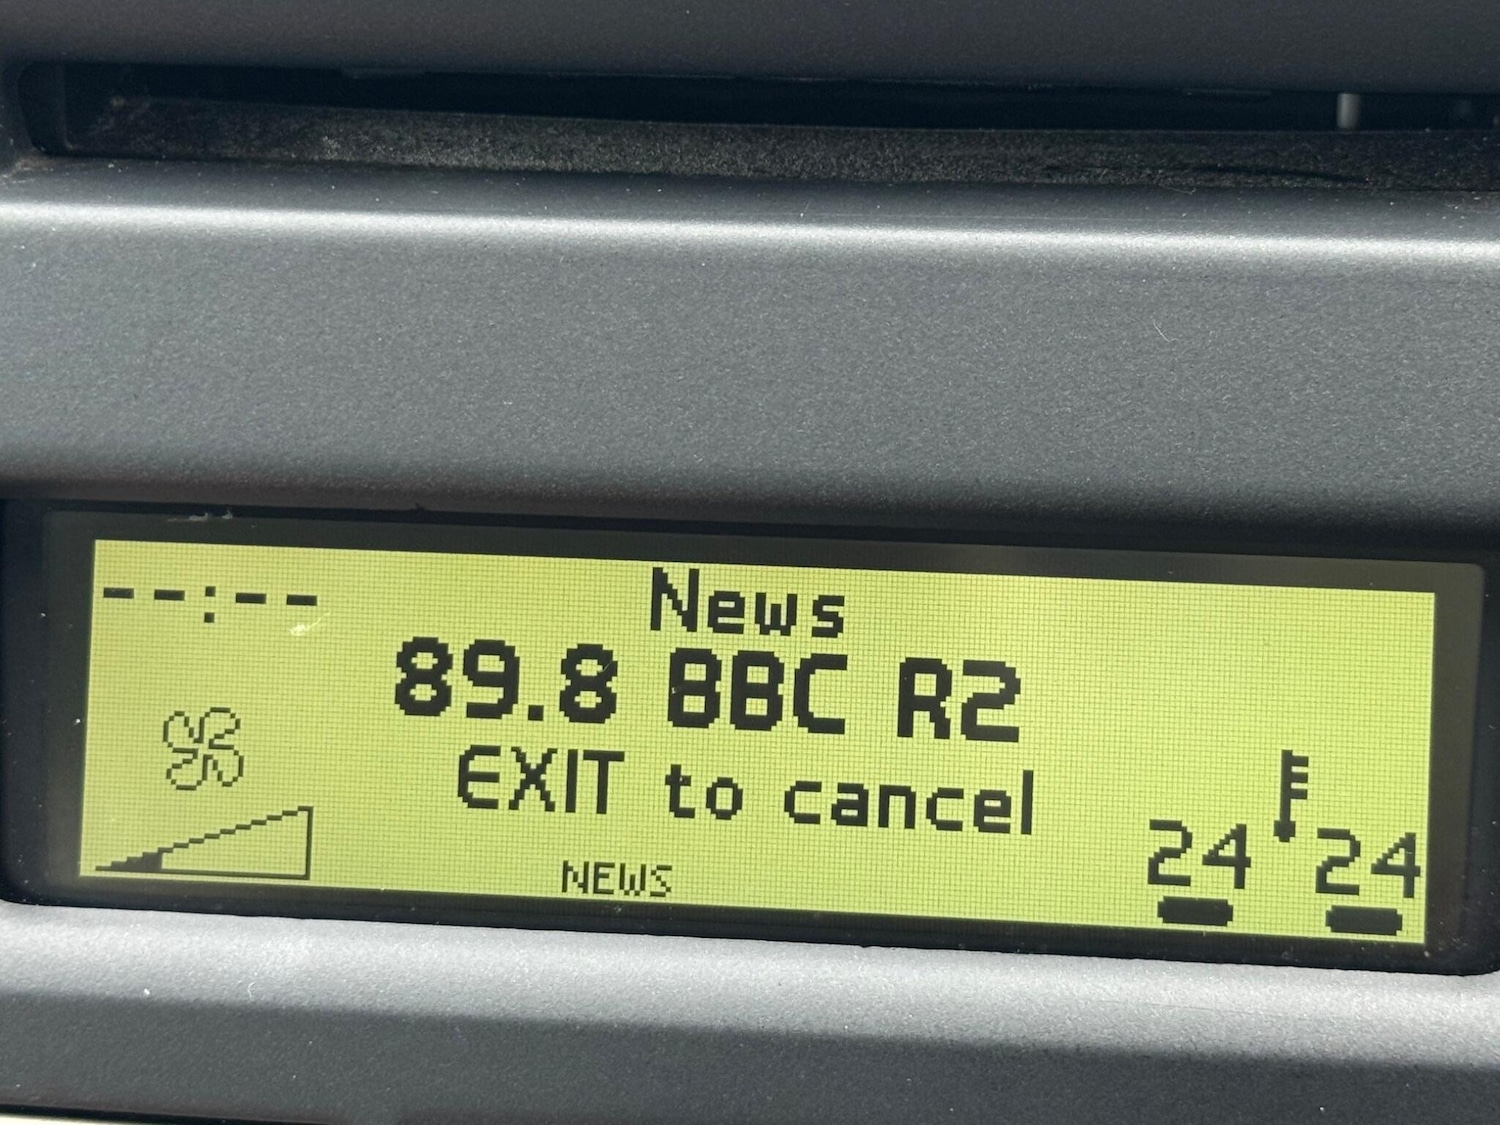 --:--
News
89.8 BBC R2
EXIT to cancel
NEWS
24 24